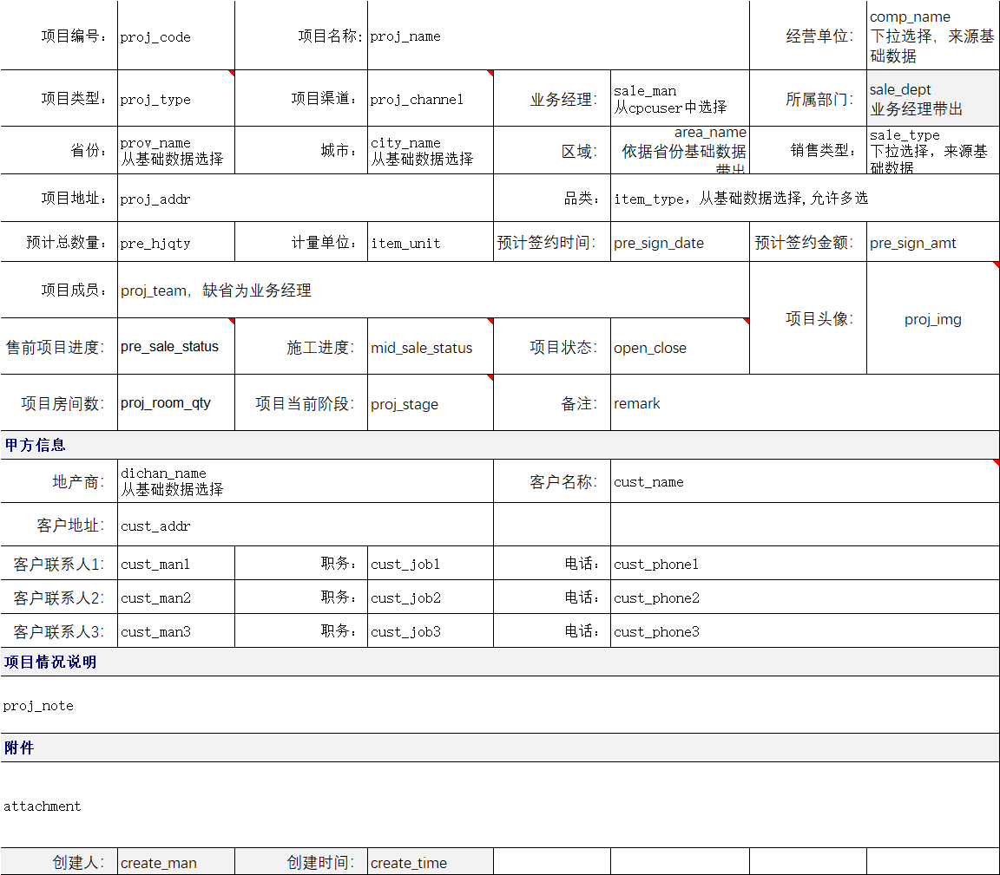 项目编号： proj_code 项目名称: proj_name 经营单位： comp_name
下拉选择，来源基
础数据
项目类型： proj_type 项目渠道： proj_channel 业务经理： sale_man
从cpcuser中选择
所属部门： sale_dept
业务经理带出
省份： prov_name
从基础数据选择
城市： city_name
从基础数据选择
区域： area_name
依据省份基础数据
带出
销售类型： sale_type
下拉选择，来源基
础数据
项目地址： proj_addr 品类： item_type，从基础数据选择,允许多选
预计总数量： pre_hjqty 计量单位： item_unit 预计签约时间： pre_sign_date 预计签约金额： pre_sign_amt
项目成员： proj_team，缺省为业务经理
项目头像： proj_img
售前项目进度： pre_sale_status 施工进度： mid_sale_status 项目状态： open_close
项目房间数： proj_room_qty 项目当前阶段： proj_stage 备注： remark
甲方信息
地产商： dichan_name
从基础数据选择
客户名称： cust_name
客户地址： cust_addr
客户联系人1： cust_man1 职务： cust_job1 电话： cust_phone1
客户联系人2： cust_man2 职务： cust_job2 电话： cust_phone2
客户联系人3： cust_man3 职务： cust_job3 电话： cust_phone3
项目情况说明
proj_note
附件
attachment
创建人： create_man 创建时间： create_time